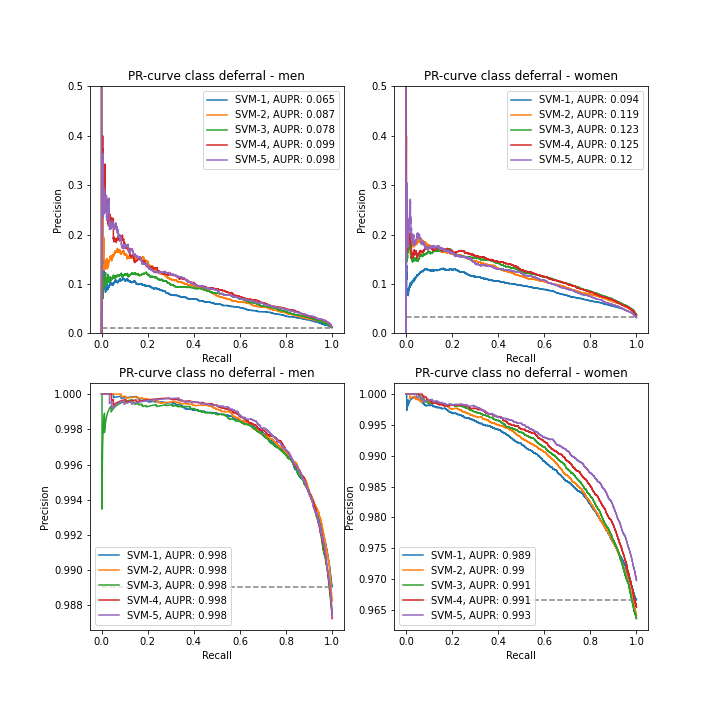 PR-curve class deferral - men
0.5
0.4
0.3
0.2
0.1
0.0
Precision
SVM-1, AUPR: 0.065
SVM-2, AUPR: 0.087
SVM-3, AUPR: 0.078
SVM-4, AUPR: 0.099
SVM-5, AUPR: 0.098
0.0 0.2 0.4 0.6 0.8 1.0
Recall
PR-curve class deferral - women
0.5
0.4
0.3
0.2
0.1
0.0
Precision
SVM-1, AUPR: 0.094
SVM-2, AUPR: 0.119
SVM-3, AUPR: 0.123
SVM-4, AUPR: 0.125
SVM-5, AUPR: 0.12
0.0 0.2 0.4 0.6 0.8 1.0
Recall
PR-curve class no deferral - men
1.000
0.998
0.996
0.994
0.992
0.990
0.988
Precision
SVM-1, AUPR: 0.998
SVM-2, AUPR: 0.998
SVM-3, AUPR: 0.998
SVM-4, AUPR: 0.998
SVM-5, AUPR: 0.998
0.0 0.2 0.4 0.6 0.8 1.0
Recall
PR-curve class no deferral - women
1.000
0.995
0.990
0.985
0.980
0.975
0.970
0.965
Precision
SVM-1, AUPR: 0.989
SVM-2, AUPR: 0.99
SVM-3, AUPR: 0.991
SVM-4, AUPR: 0.991
SVM-5, AUPR: 0.993
0.0 0.2 0.4 0.6 0.8 1.0
Recall